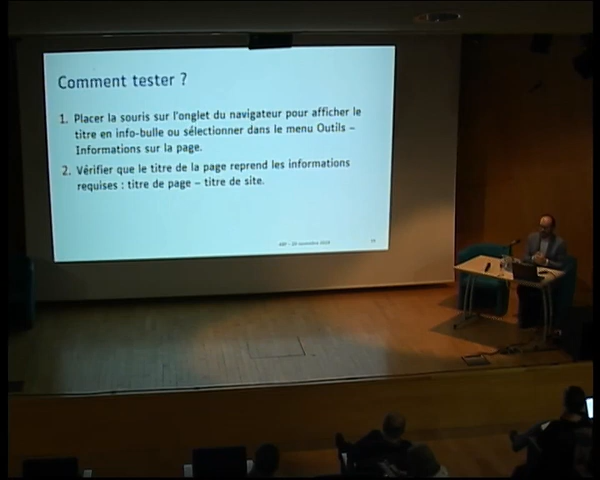 Comment tester ?
1. Placer la souris sur l'onglet du navigateur pour afficher le
titre en info-bulle ou sélectionner dans le menu Outils –
Informations sur la page.
2. Vérifier que le titre de la page reprend les informations
requises : titre de page – titre de site.